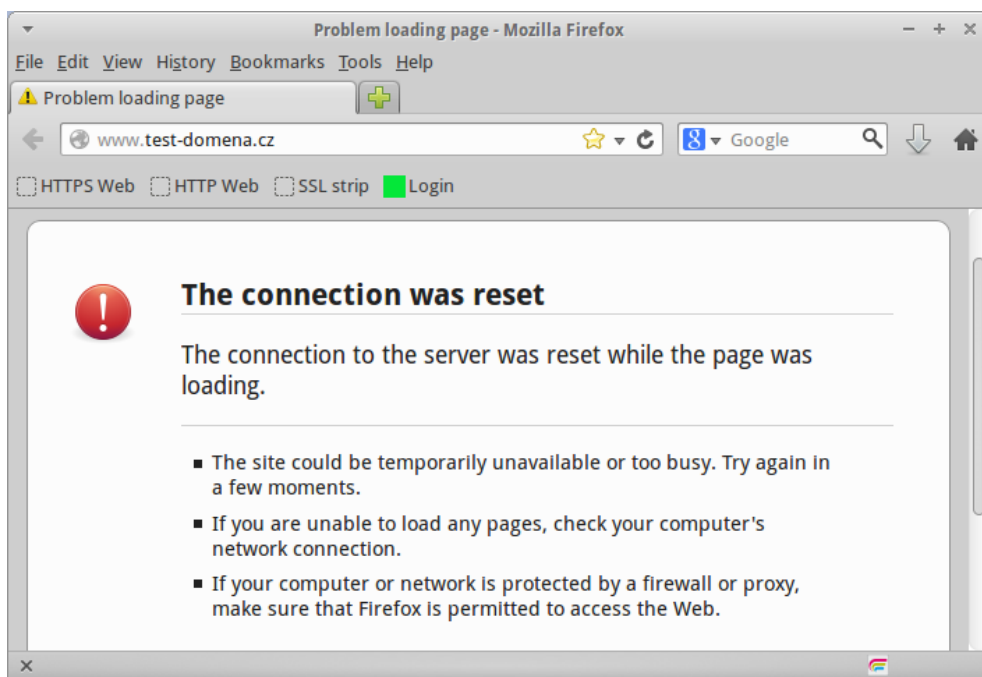 Problem loading page - Mozilla Firefox
File Edit View History Bookmarks Tools Help
Problem loading page
www.test-domena.cz
8 Google
HTTPS Web HTTP Web SSL strip Login
The connection was reset
The connection to the server was reset while the page was
loading.
The site could be temporarily unavailable or too busy. Try again in
a few moments.
If you are unable to load any pages, check your computer's
network connection.
If your computer or network is protected by a firewall or proxy,
make sure that Firefox is permitted to access the Web.